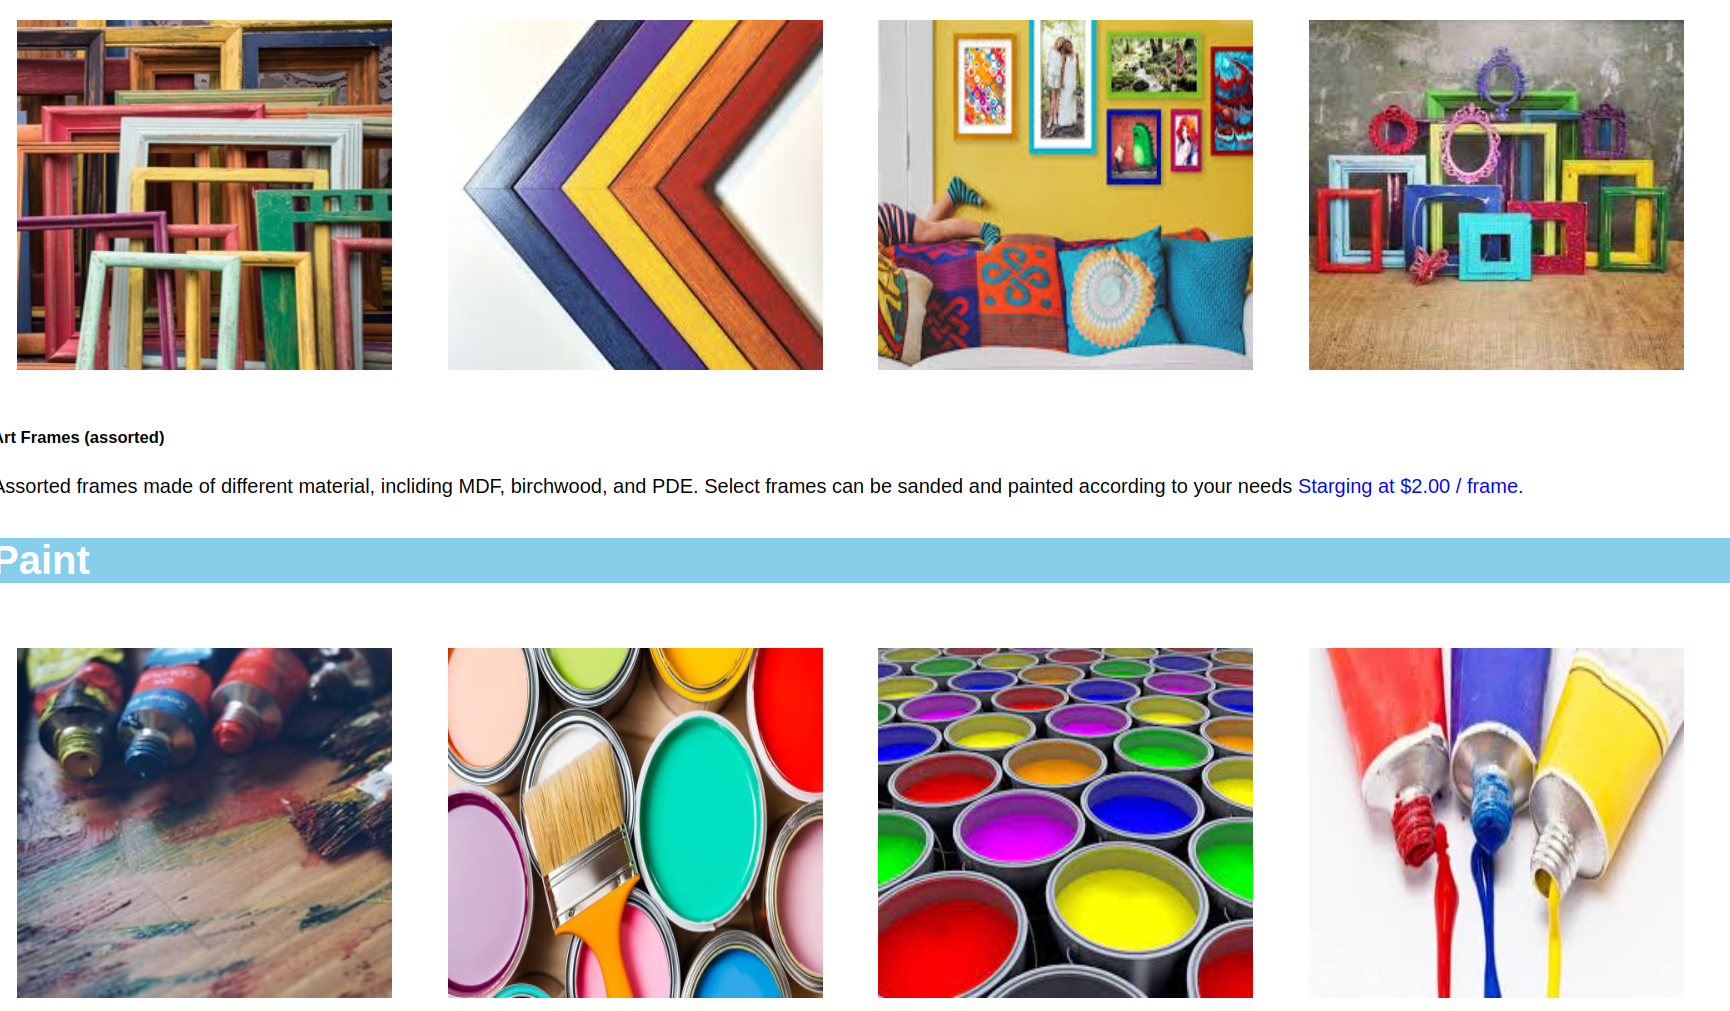 Art Frames (assorted)
Assorted frames made of different material, incliding MDF, birchwood, and PDE. Select frames can be sanded and painted according to your needs Starging at $2.00 / frame.
Paint